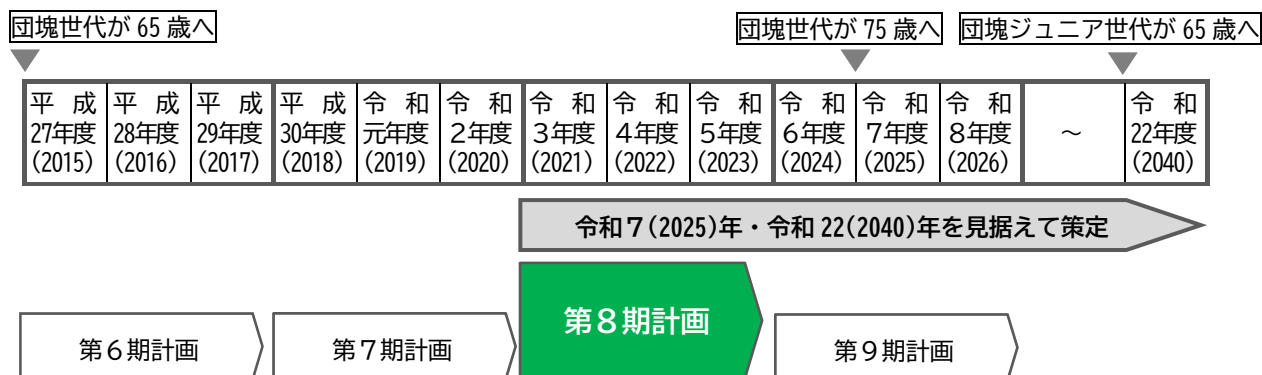 団塊世代が 65 歳へ
団塊世代が 75 歳へ
団塊ジュニア世代が 65 歳へ
平成27年度(2015)
平成28年度(2016)
平成29年度(2017)
平成30年度(2018)
令和元年度(2019)
令和2年度(2020)
令和3年度(2021)
令和4年度(2022)
令和5年度(2023)
令和6年度(2024)
令和7年度(2025)
令和8年度(2026)
～
令和22年度(2040)
令和7(2025)年・令和 22(2040)年を見据えて策定
第6期計画
第7期計画
第8期計画
第9期計画